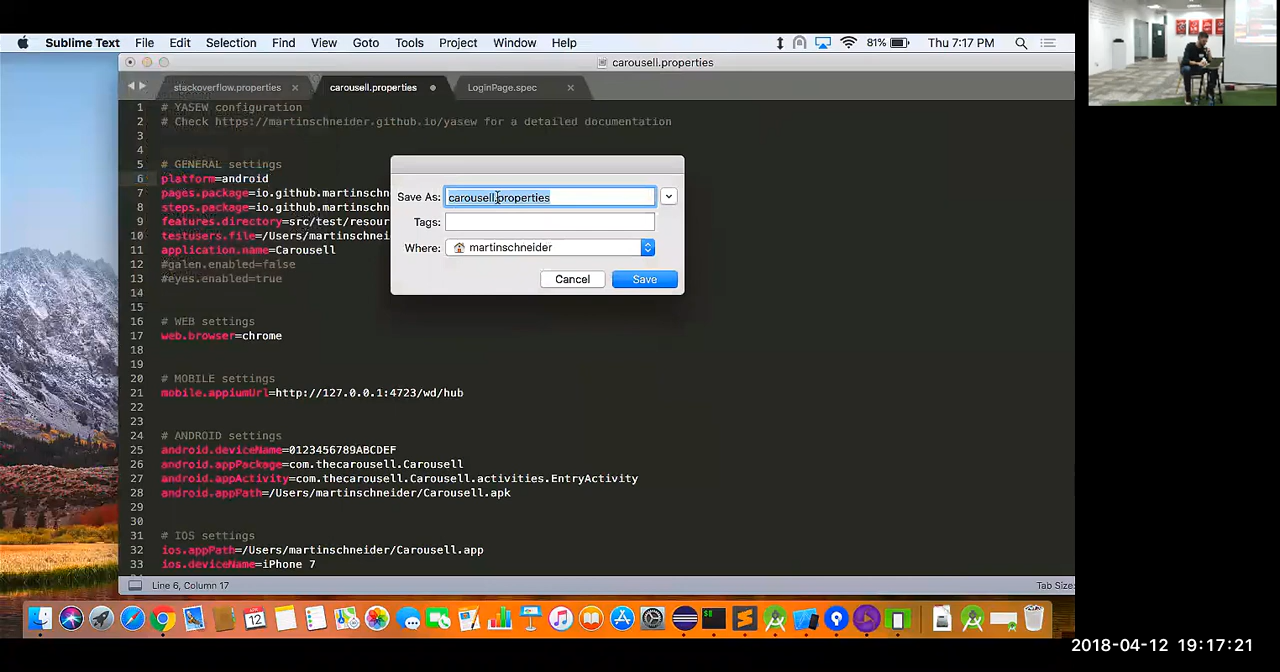 Sublime Text File Edit Selection Find View Goto Tools Project Window Help 81% Thu 7:17 PM
carousell.properties
stackoverflow.properties carousell.properties LoginPage.spec
1 # YASEW configuration
2 # Check https://martinschneider.github.io/yasew for a detailed documentation
3
4
5 # GENERAL settings
6 platform=android
7 pages.package=io.github.martinschn
8 steps.package=io.github.martinschn
9 features.directory=src/test/resour
10 testusers.file=/Users/martinschnei
11 application.name=Carousell
12 #galen.enabled=false
13 #eyes.enabled=true
14
15
16 # WEB settings
17 web.browser=chrome
18
19
20 # MOBILE settings
21 mobile.appiumUrl=http://127.0.0.1:4723/wd/hub
22
23
24 # ANDROID settings
25 android.deviceName=0123456789ABCDEF
26 android.appPackage=com.thecarousell.Carousell
27 android.appActivity=com.thecarousell.Carousell.activities.EntryActivity
28 android.appPath=/Users/martinschneider/Carousell.apk
29
30
31 # IOS settings
32 ios.appPath=/Users/martinschneider/Carousell.app
33 ios.deviceName=iPhone 7
Save As: carousell.properties
Tags:
Where: martinschneider
Cancel Save
Line 6, Column 17 Tab Size:
APR
12
2018-04-12 19:17:21